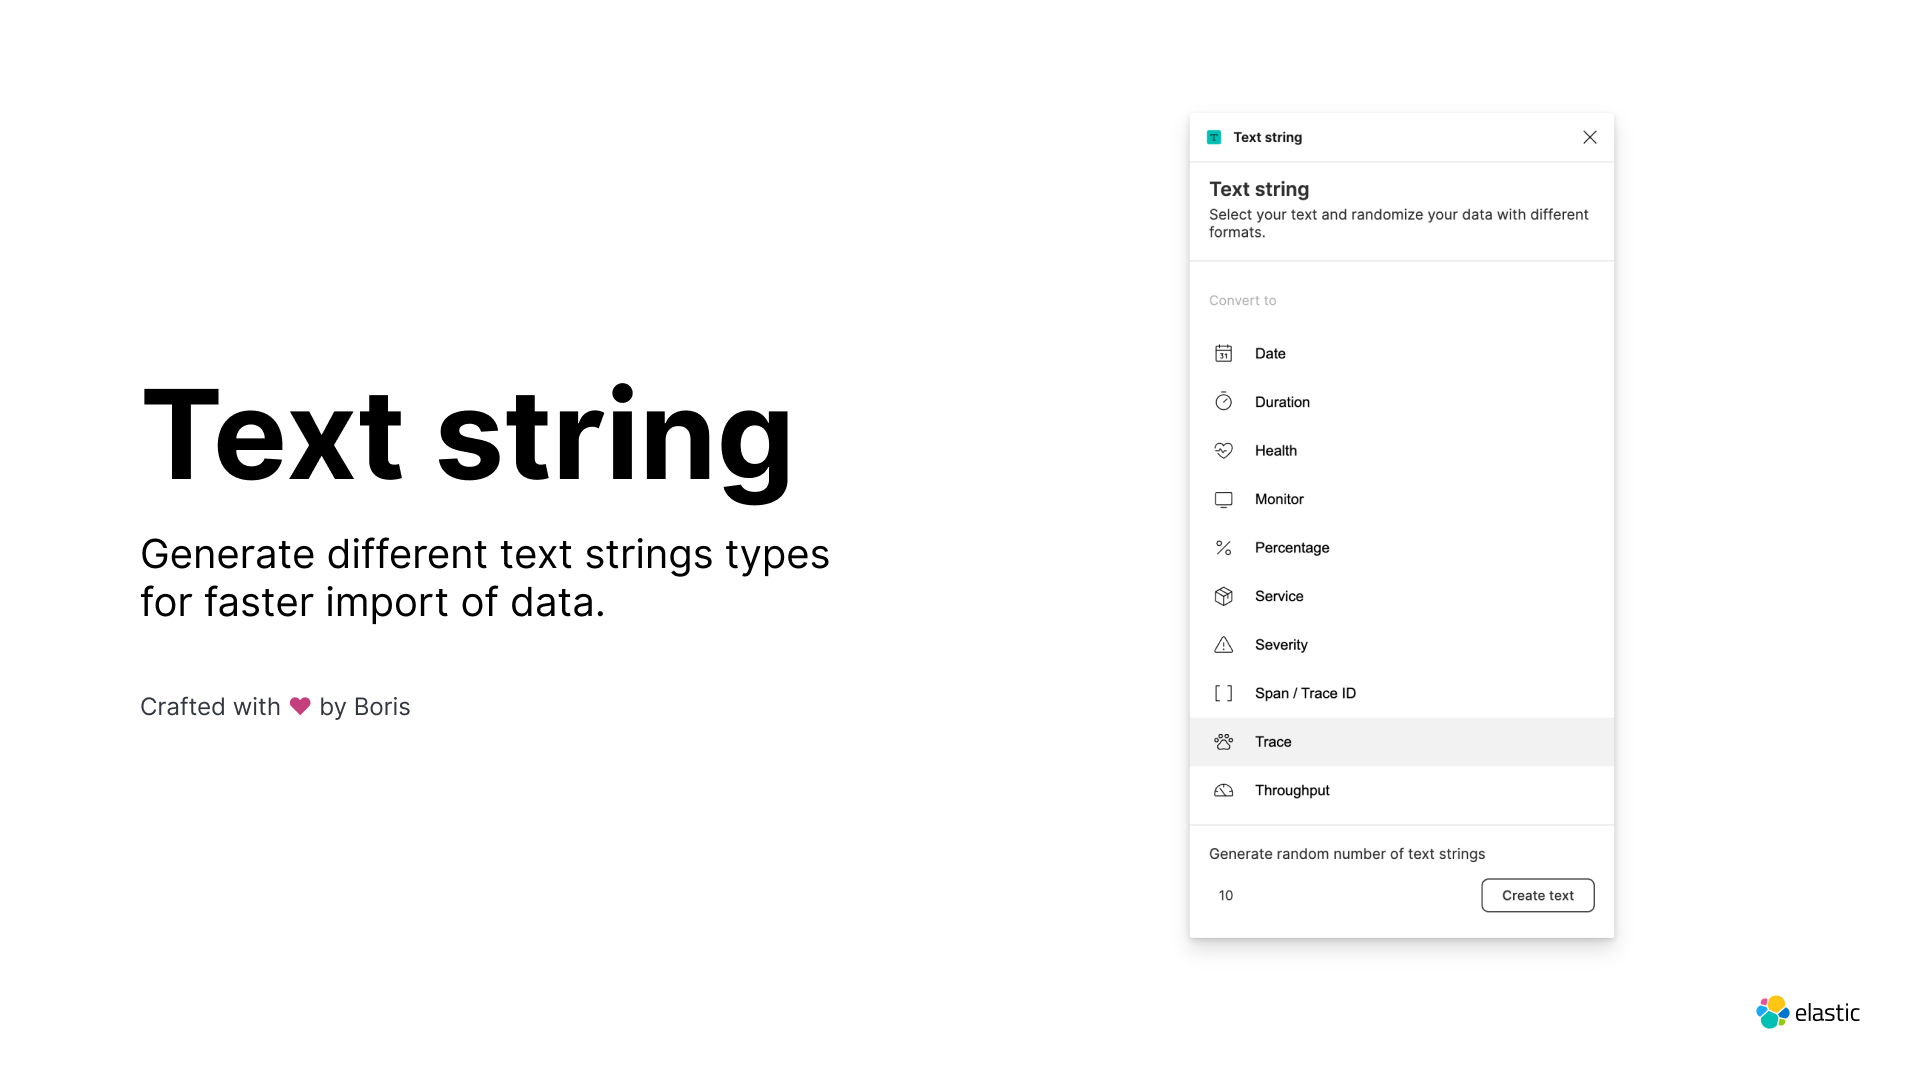 Text string
Generate different text strings types
for faster import of data.
Crafted with ❤ by Boris
T Text string
Text string
Select your text and randomize your data with different
formats.
Convert to
31 Date
Duration
Health
Monitor
Percentage
Service
Severity
[ ] Span / Trace ID
Trace
Throughput
Generate random number of text strings
10 Create text
elastic